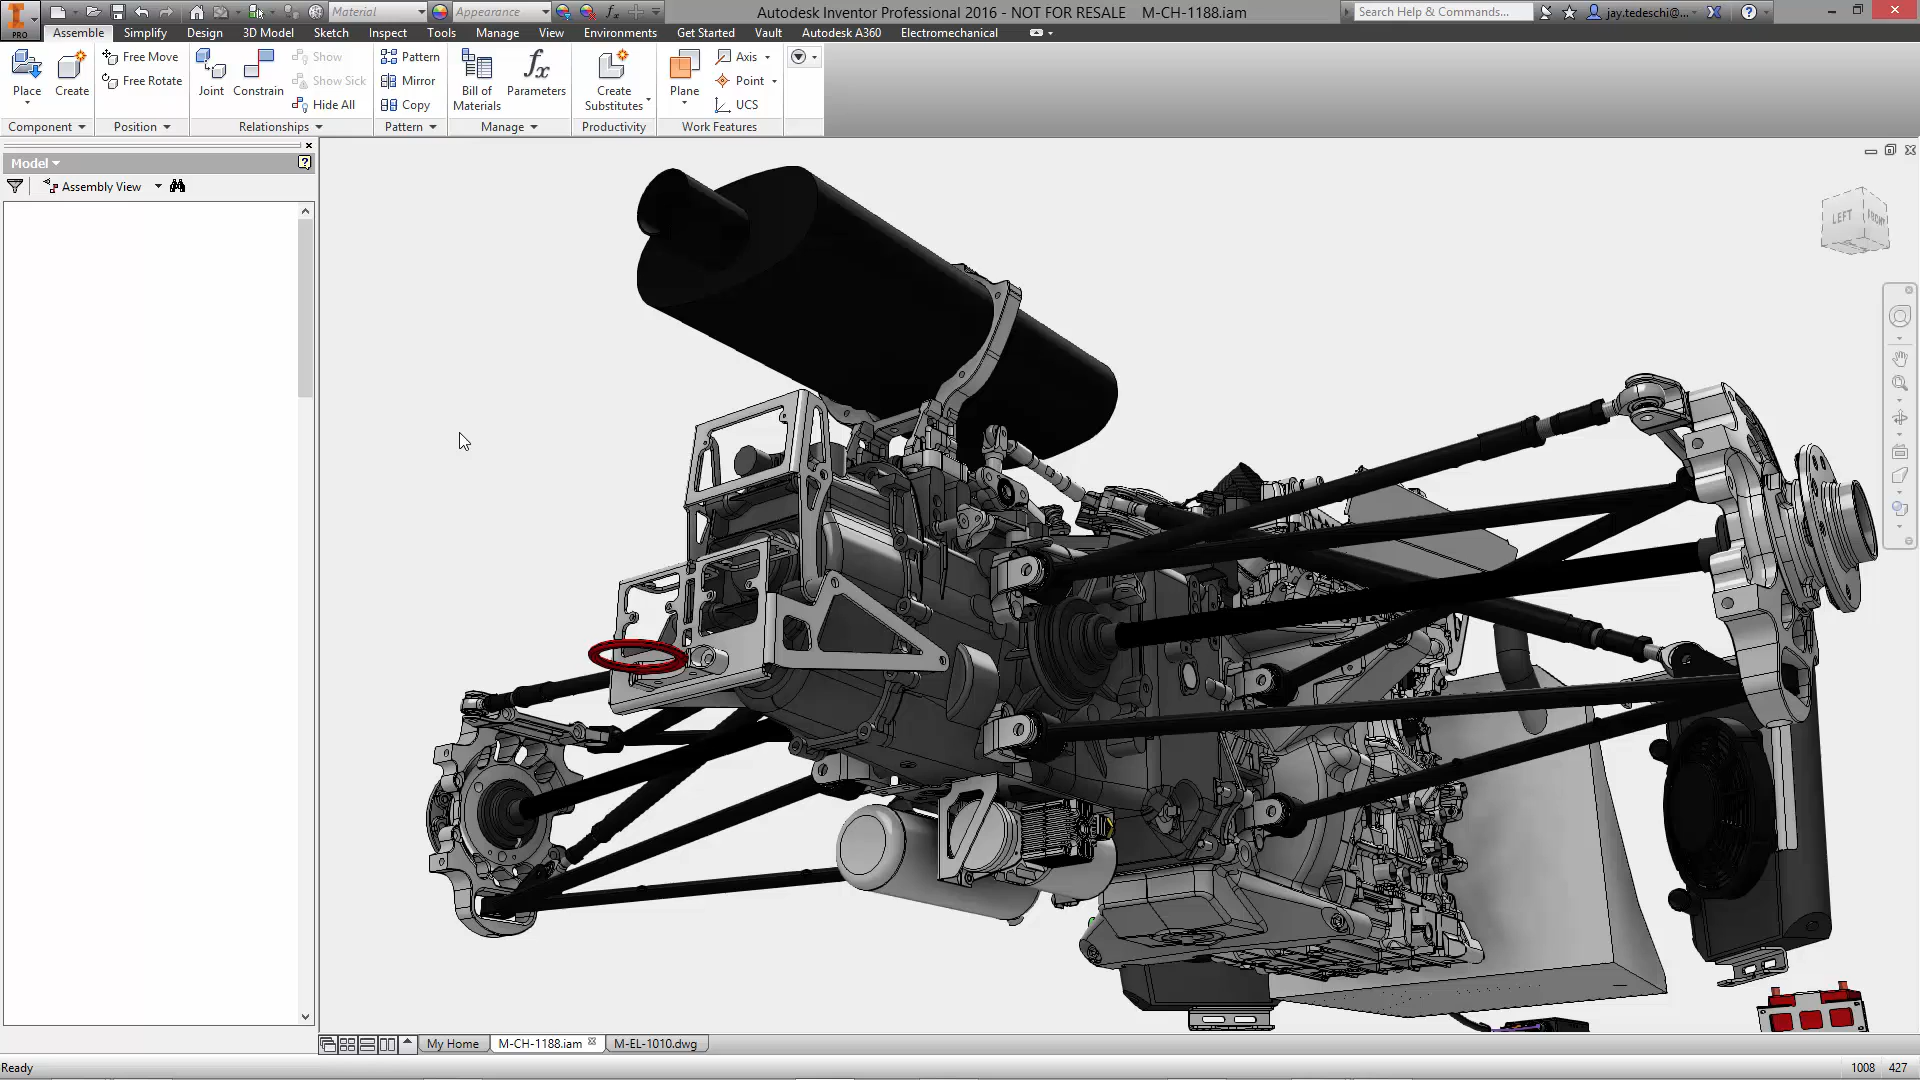 PRO
Material
Appearance
Autodesk Inventor Professional 2016 - NOT FOR RESALE M-CH-1188.iam
Search Help & Commands...
jay.tedeschi@...
Assemble Simplify Design 3D Model Sketch Inspect Tools Manage View Environments Get Started Vault Autodesk A360 Electromechanical
Place
Create
Free Move
Free Rotate
Joint
Constrain
Show
Show Sick
Hide All
Pattern
Mirror
Copy
Bill of
Materials
fx
Parameters
Create
Substitutes
Plane
Axis
Point
UCS
Component Position Relationships Pattern Manage Productivity Work Features
Model
Assembly View
LEFT
FRONT
My Home M-CH-1188.iam M-EL-1010.dwg
Ready
1008 427